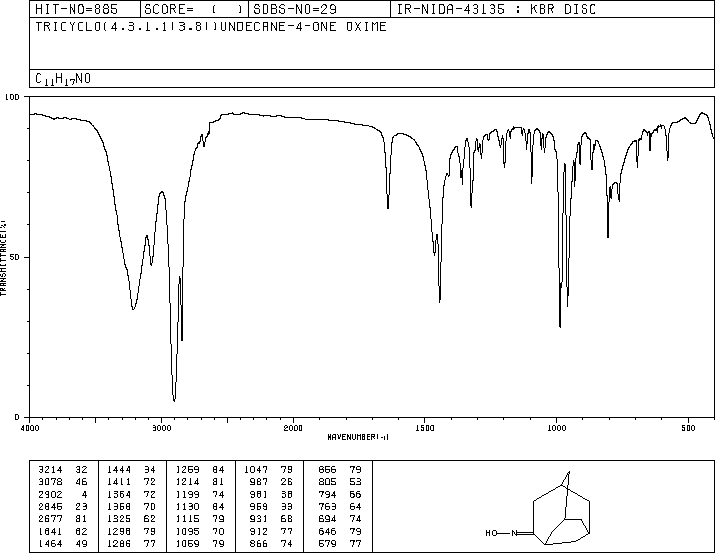 HIT-NO=885 SCORE= ( ) SDBS-NO=29 IR-NIDA-43135 : KBR DISC
TRICYCLO(4.3.1.1(3.8))UNDECANE-4-ONE OXIME
C11H17NO
100
50
0
TRANSMITTANCE(%)
4000 3000 2000 1500 1000 500
WAVENUMBER(-1)
3214 32 1444 34 1259 84 1047 79 856 79
3078 46 1411 72 1214 81 987 26 805 53
2902 4 1364 72 1199 74 981 38 794 66
2845 23 1358 70 1130 84 959 33 763 64
2677 81 1325 62 1115 79 931 68 694 74
1641 62 1298 79 1095 70 912 77 646 79
1464 49 1286 77 1059 79 866 74 579 77
HO N